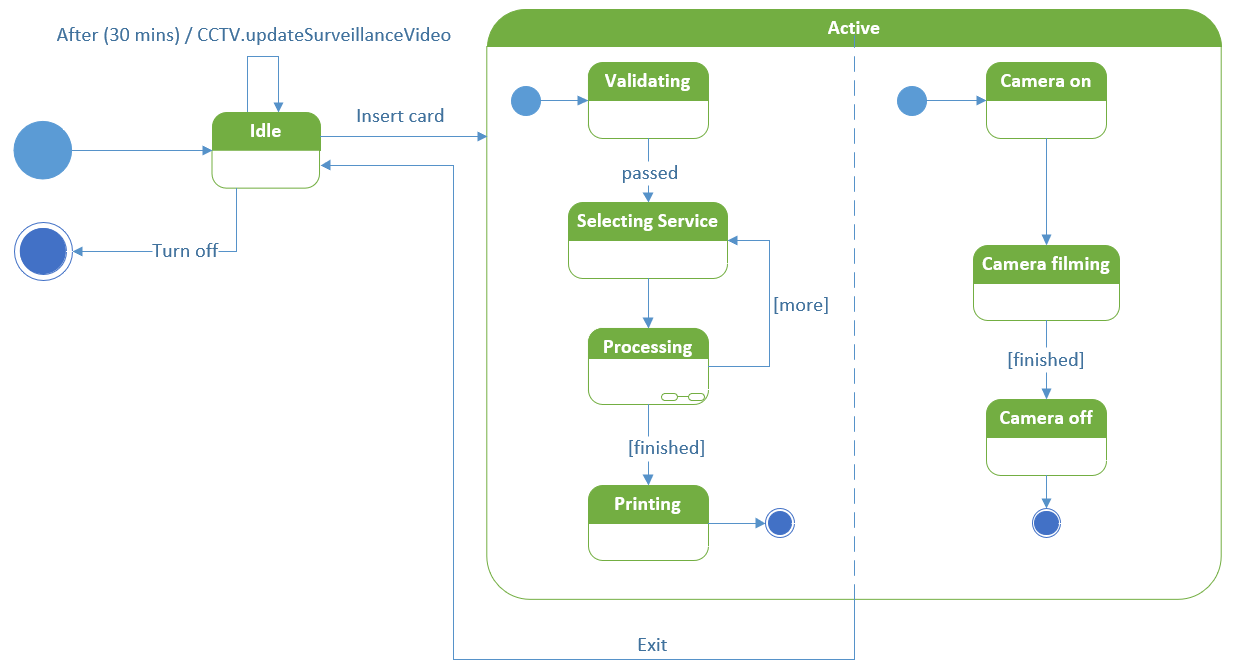 After (30 mins) / CCTV.updateSurveillanceVideo
Active
Idle
Insert card
Turn off
Validating
passed
Selecting Service
[more]
Processing
[finished]
Printing
Camera on
Camera filming
[finished]
Camera off
Exit